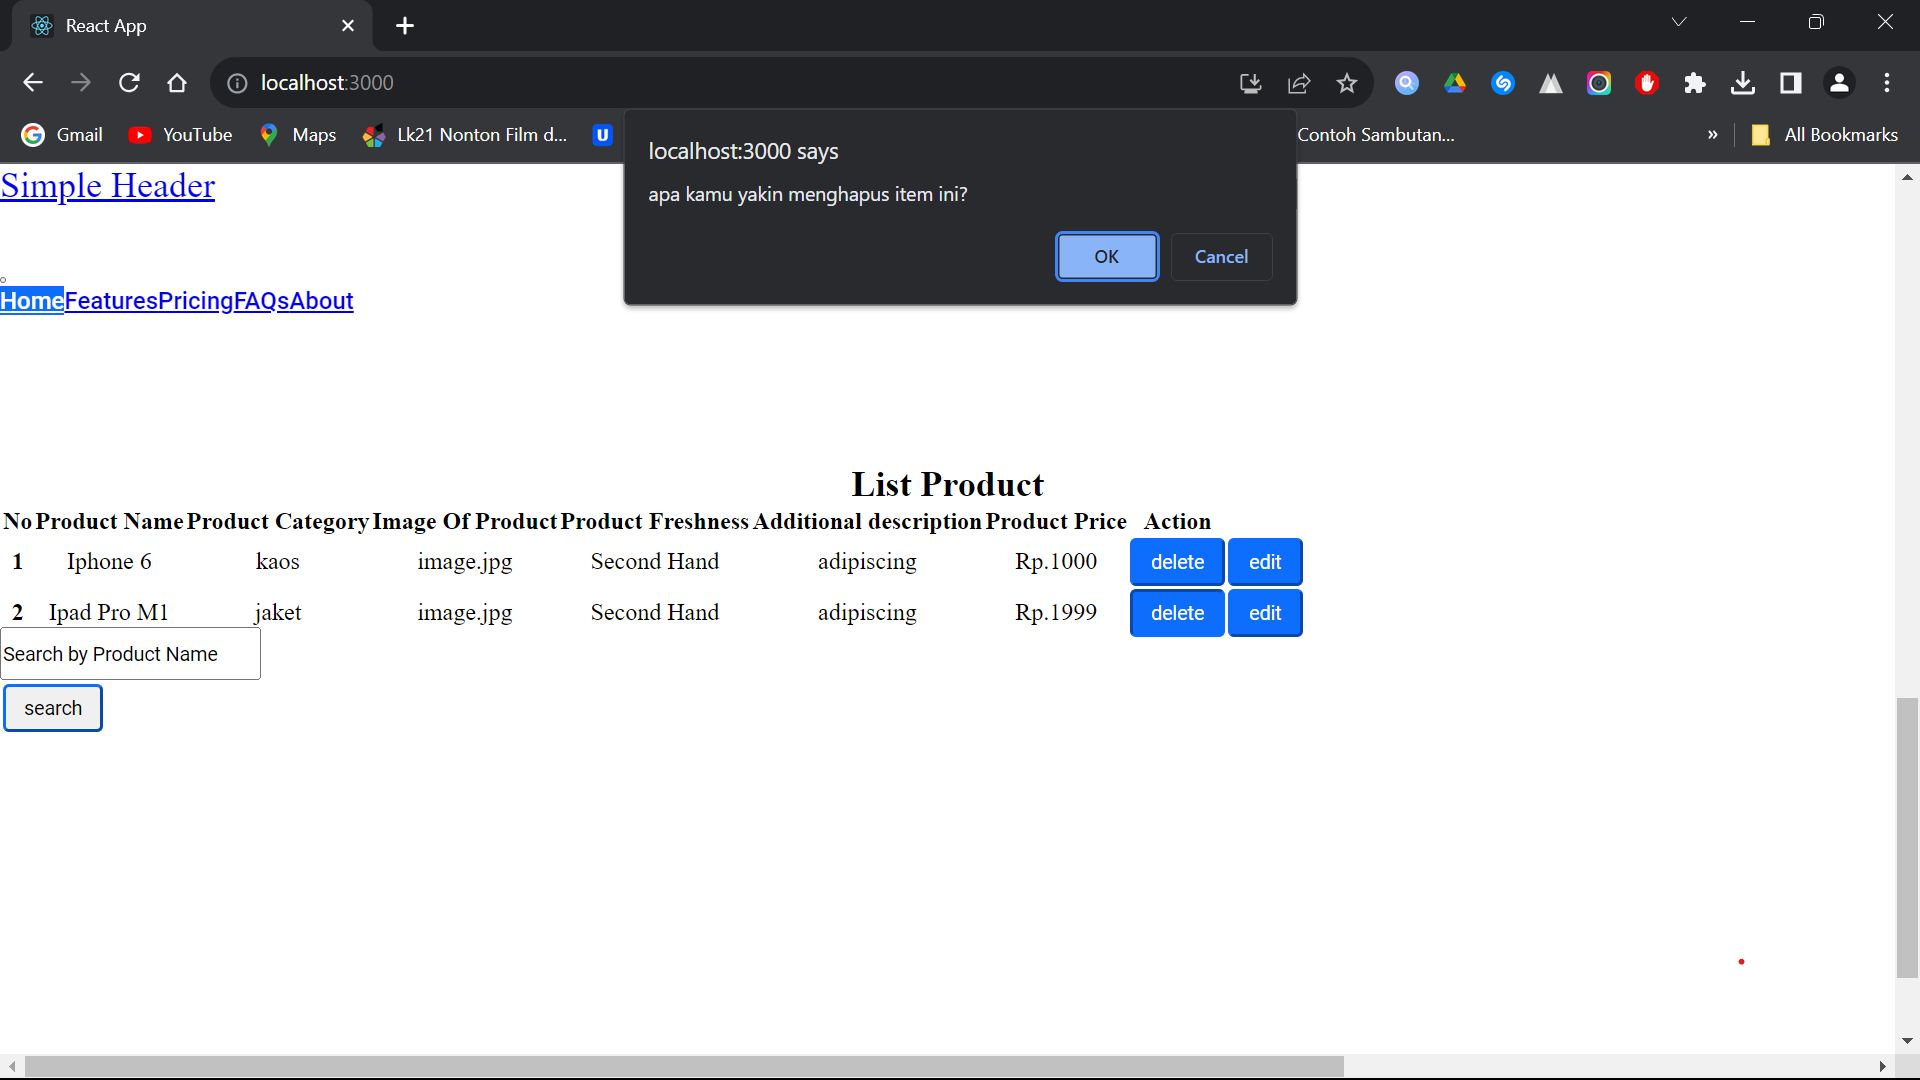 React App
localhost:3000
Gmail YouTube Maps Lk21 Nonton Film d... U Contoh Sambutan... » All Bookmarks
localhost:3000 says
apa kamu yakin menghapus item ini?
OK Cancel
Simple Header
HomeFeaturesPricingFAQsAbout
List Product
No Product Name Product Category Image Of Product Product Freshness Additional description Product Price Action
1 Iphone 6 kaos image.jpg Second Hand adipiscing Rp.1000 delete edit
2 Ipad Pro M1 jaket image.jpg Second Hand adipiscing Rp.1999 delete edit
Search by Product Name
search